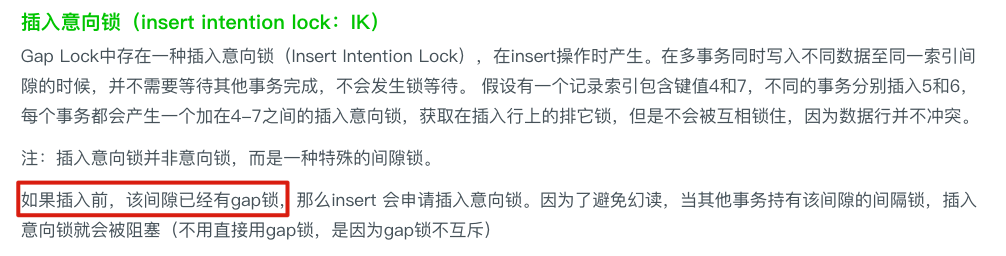 插入意向锁（insert intention lock：IK）
Gap Lock中存在一种插入意向锁（Insert Intention Lock），在insert操作时产生。在多事务同时写入不同数据至同一索引间
隙的时候，并不需要等待其他事务完成，不会发生锁等待。 假设有一个记录索引包含键值4和7，不同的事务分别插入5和6，
每个事务都会产生一个加在4-7之间的插入意向锁，获取在插入行上的排它锁，但是不会被互相锁住，因为数据行并不冲突。
注：插入意向锁并非意向锁，而是一种特殊的间隙锁。
如果插入前，该间隙已经有gap锁，那么insert 会申请插入意向锁。因为了避免幻读，当其他事务持有该间隙的间隔锁，插入
意向锁就会被阻塞（不用直接用gap锁，是因为gap锁不互斥）